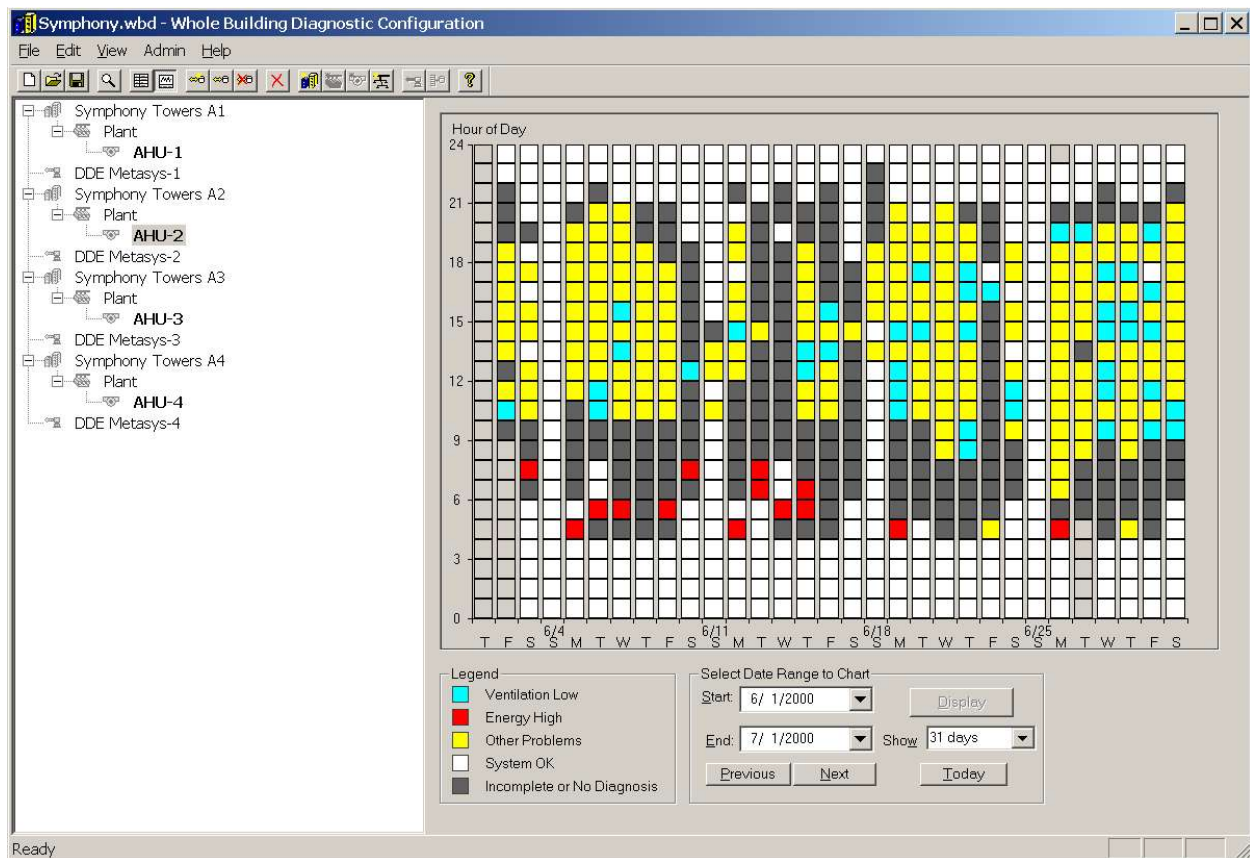 Symphony.wbd - Whole Building Diagnostic Configuration
File Edit View Admin Help
Symphony Towers A1
Plant
AHU-1
DDE Metasys-1
Symphony Towers A2
Plant
AHU-2
DDE Metasys-2
Symphony Towers A3
Plant
AHU-3
DDE Metasys-3
Symphony Towers A4
Plant
AHU-4
DDE Metasys-4
Hour of Day
24
21
18
15
12
9
6
3
0
6/4 6/11 6/18 6/25
T F S S M T W T F S S M T W T F S S M T W T F S S M T W T F S
Legend
Ventilation Low
Energy High
Other Problems
System OK
Incomplete or No Diagnosis
Select Date Range to Chart
Start: 6/ 1/2000 Display
End: 7/ 1/2000 Show 31 days
Previous Next Today
Ready